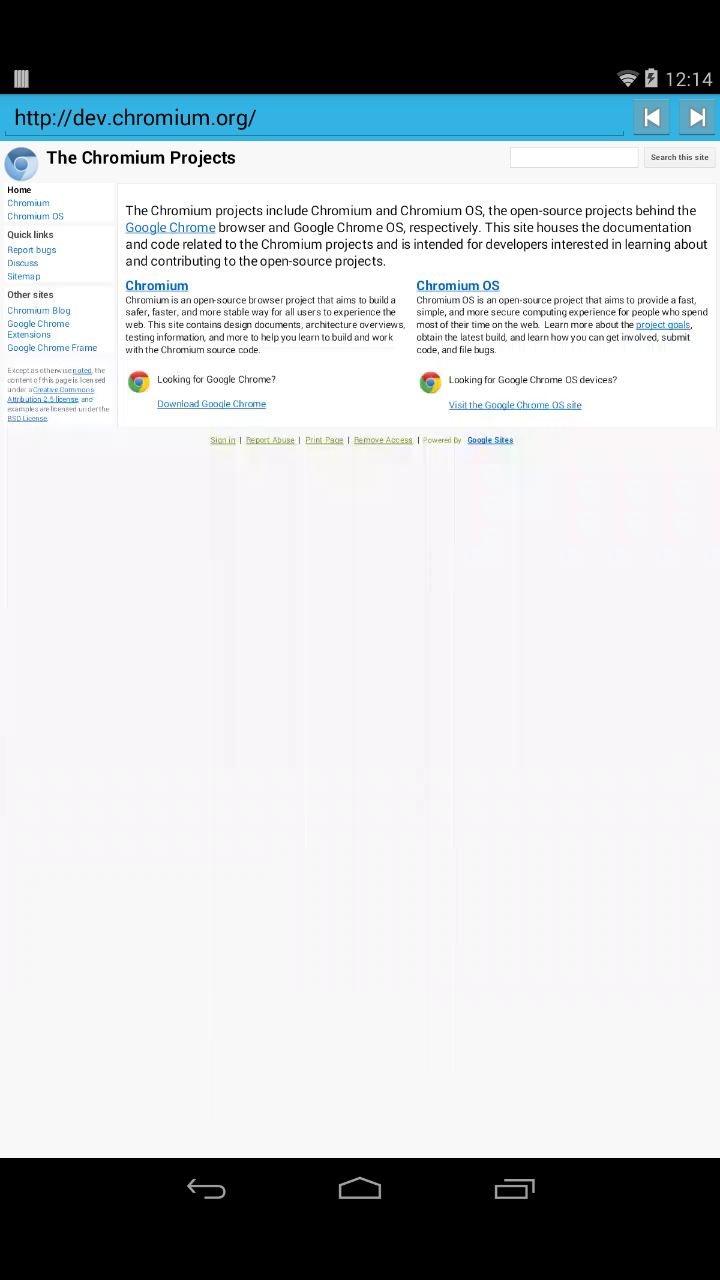 12:14
http://dev.chromium.org/
The Chromium Projects
Search this site
Home
Chromium
Chromium OS
Quick links
Report bugs
Discuss
Sitemap
Other sites
Chromium Blog
Google Chrome
Extensions
Google Chrome Frame
Except as otherwise noted, the
content of this page is licensed
under a Creative Commons
Attribution 2.5 license, and
examples are licensed under the
BSD License.
The Chromium projects include Chromium and Chromium OS, the open-source projects behind the
Google Chrome browser and Google Chrome OS, respectively. This site houses the documentation
and code related to the Chromium projects and is intended for developers interested in learning about
and contributing to the open-source projects.
Chromium
Chromium is an open-source browser project that aims to build a
safer, faster, and more stable way for all users to experience the
web. This site contains design documents, architecture overviews,
testing information, and more to help you learn to build and work
with the Chromium source code.
Looking for Google Chrome?
Download Google Chrome
Chromium OS
Chromium OS is an open-source project that aims to provide a fast,
simple, and more secure computing experience for people who spend
most of their time on the web. Learn more about the project goals,
obtain the latest build, and learn how you can get involved, submit
code, and file bugs.
Looking for Google Chrome OS devices?
Visit the Google Chrome OS site
Sign in | Report Abuse | Print Page | Remove Access | Powered By Google Sites